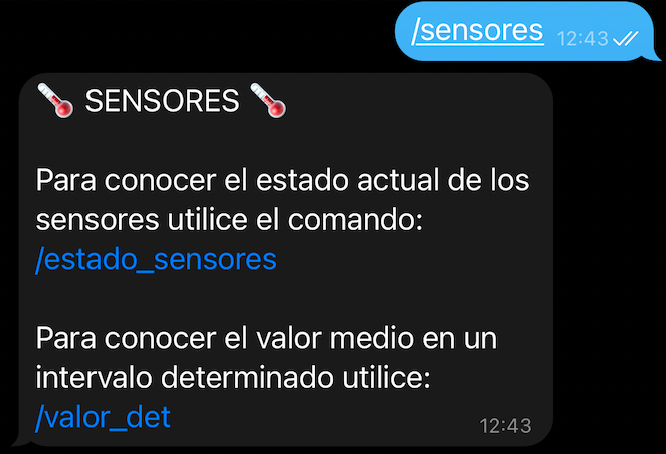 /sensores 12:43
🌡️ SENSORES 🌡️
Para conocer el estado actual de los
sensores utilice el comando:
/estado_sensores
Para conocer el valor medio en un
intervalo determinado utilice:
/valor_det
12:43